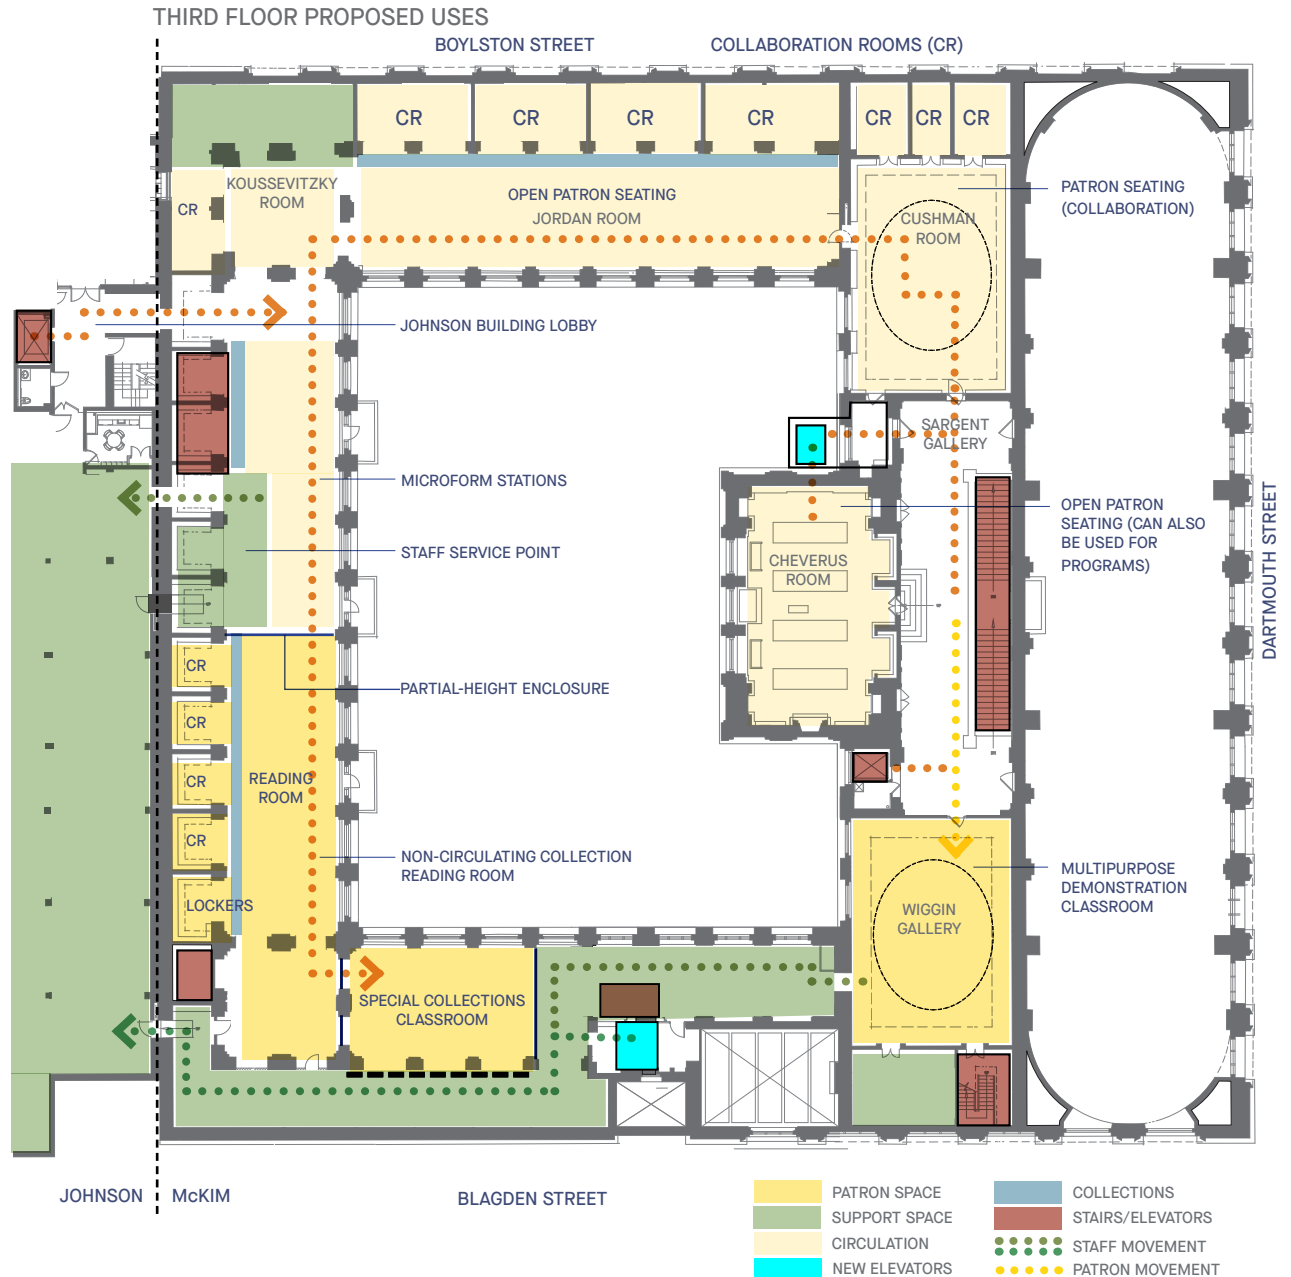 THIRD FLOOR PROPOSED USES
BOYLSTON STREET
COLLABORATION ROOMS (CR)
CR
CR
CR
CR
CR
CR
CR
KOUSSEVITZKY
ROOM
CR
OPEN PATRON SEATING
JORDAN ROOM
CUSHMAN
ROOM
PATRON SEATING
(COLLABORATION)
JOHNSON BUILDING LOBBY
SARGENT
GALLERY
MICROFORM STATIONS
STAFF SERVICE POINT
CHEVERUS
ROOM
OPEN PATRON
SEATING (CAN ALSO
BE USED FOR
PROGRAMS)
DARTMOUTH STREET
CR
PARTIAL-HEIGHT ENCLOSURE
CR
CR
READING
ROOM
CR
NON-CIRCULATING COLLECTION
READING ROOM
LOCKERS
WIGGIN
GALLERY
MULTIPURPOSE
DEMONSTRATION
CLASSROOM
SPECIAL COLLECTIONS
CLASSROOM
JOHNSON
McKIM
BLAGDEN STREET
PATRON SPACE
SUPPORT SPACE
CIRCULATION
NEW ELEVATORS
COLLECTIONS
STAIRS/ELEVATORS
STAFF MOVEMENT
PATRON MOVEMENT